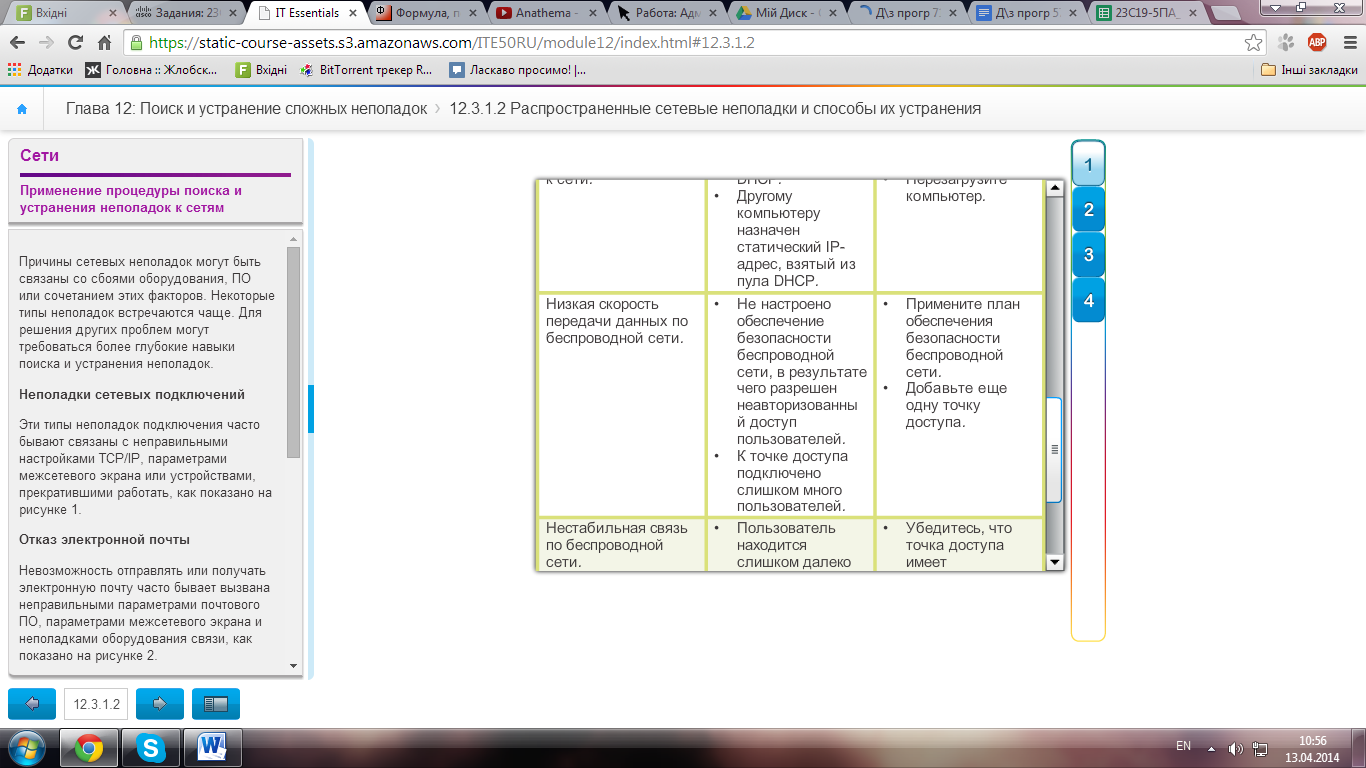 Вхідні
Задания: 23С
IT Essentials
Формула, п
Anathema -
Работа: Адм
Мій Диск -
Д\з прогр 7
Д\з прогр 5
23С19-5ПА_
https://static-course-assets.s3.amazonaws.com/ITE50RU/module12/index.html#12.3.1.2
ABP
Додатки
Головна :: Жлобск...
Вхідні
BitTorrent трекер R...
Ласкаво просимо! |...
Інші закладки
Глава 12: Поиск и устранение сложных неполадок
12.3.1.2 Распространенные сетевые неполадки и способы их устранения
Сети
Применение процедуры поиска и
устранения неполадок к сетям
Причины сетевых неполадок могут быть
связаны со сбоями оборудования, ПО
или сочетанием этих факторов. Некоторые
типы неполадок встречаются чаще. Для
решения других проблем могут
требоваться более глубокие навыки
поиска и устранения неполадок.
Неполадки сетевых подключений
Эти типы неполадок подключения часто
бывают связаны с неправильными
настройками TCP/IP, параметрами
межсетевого экрана или устройствами,
прекратившими работать, как показано на
рисунке 1.
Отказ электронной почты
Невозможность отправлять или получать
электронную почту часто бывает вызвана
неправильными параметрами почтового
ПО, параметрами межсетевого экрана и
неполадками оборудования связи, как
показано на рисунке 2.
к сети.
DHCP.
• Другому
компьютеру
назначен
статический IP-
адрес, взятый из
пула DHCP.
• Перезагрузите
компьютер.
Низкая скорость
передачи данных по
беспроводной сети.
• Не настроено
обеспечение
безопасности
беспроводной
сети, в результате
чего разрешен
неавторизованны
й доступ
пользователей.
• К точке доступа
подключено
слишком много
пользователей.
• Примените план
обеспечения
безопасности
беспроводной
сети.
• Добавьте еще
одну точку
доступа.
Нестабильная связь
по беспроводной
сети.
• Пользователь
находится
слишком далеко
• Убедитесь, что
точка доступа
имеет
1
2
3
4
12.3.1.2
EN
10:56
13.04.2014